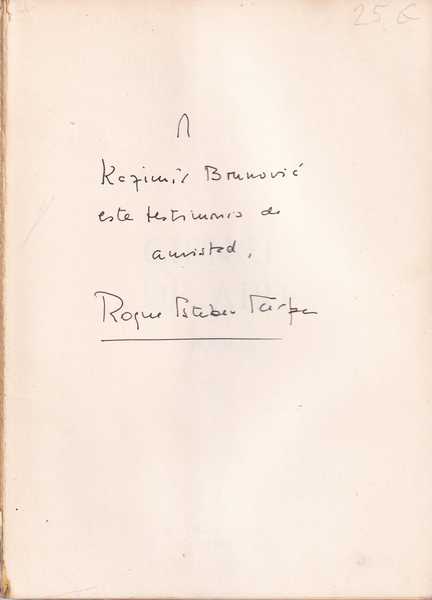 25 €
A
Kazimir Brunović
este testimonio de
amistad,
Roque Esteban Scarpa